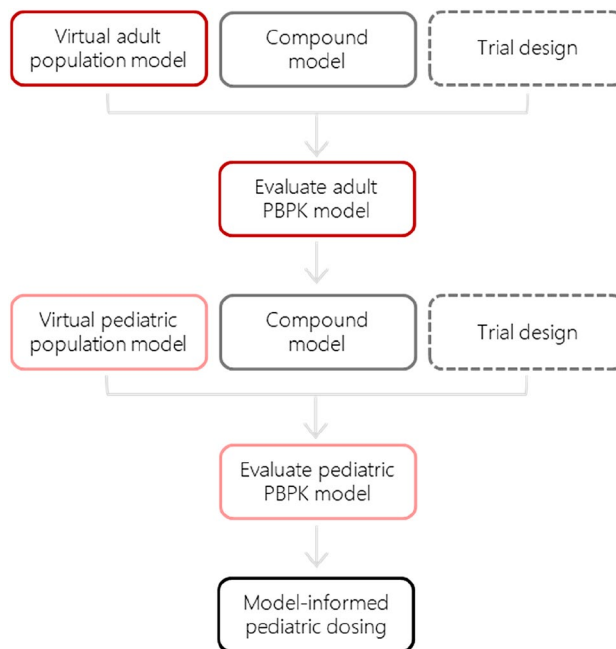 Virtual adult
population model
Compound
model
Trial design
Evaluate adult
PBPK model
Virtual pediatric
population model
Compound
model
Trial design
Evaluate pediatric
PBPK model
Model-informed
pediatric dosing